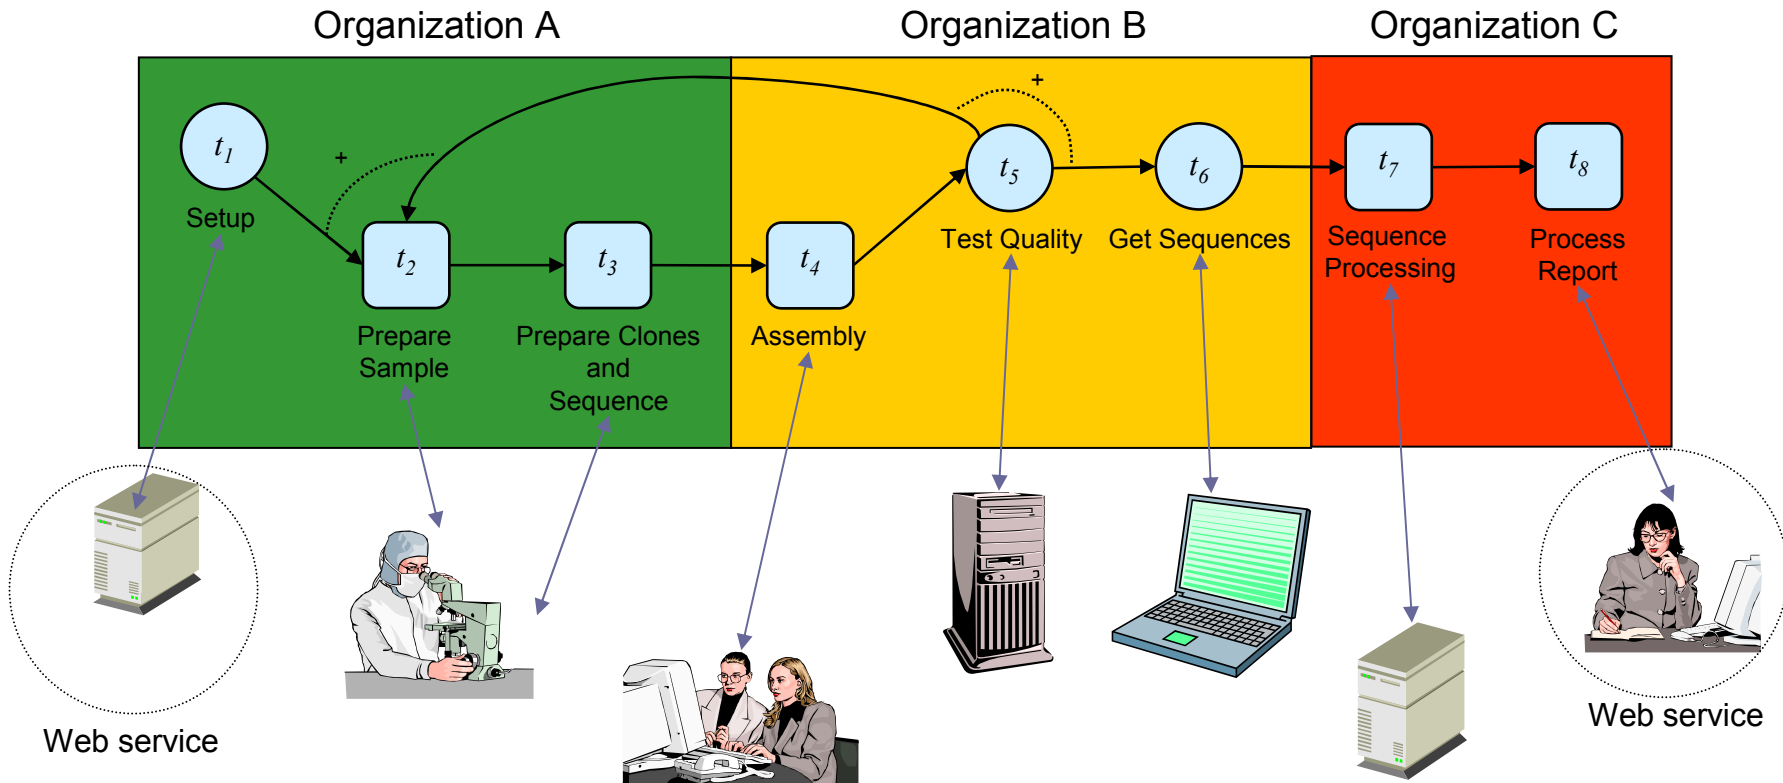 Organization A
Organization B
Organization C
+
+
t1
t5
t6
t7
t8
Setup
Test Quality
Get Sequences
Sequence
Processing
Process
Report
t2
t3
t4
Prepare
Sample
Prepare Clones
and
Sequence
Assembly
Web service
Web service